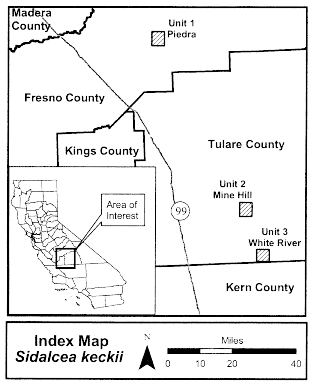 Madera
County
Unit 1
Piedra
Fresno County
Kings County
Tulare County
Unit 2
Mine Hill
Area of
Interest
99
Unit 3
White River
Kern County
Index Map
Sidalcea keckii
N
Miles
0 10 20 40